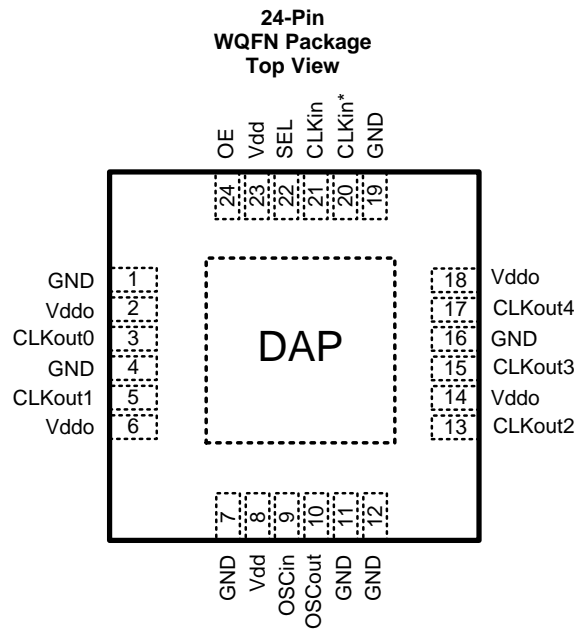 24-Pin
WQFN Package
Top View
OE
Vdd
SEL
CLKin
CLKin*
GND
24
23
22
21
20
19
GND 1
Vddo 2
CLKout0 3
GND 4
CLKout1 5
Vddo 6
DAP
18 Vddo
17 CLKout4
16 GND
15 CLKout3
14 Vddo
13 CLKout2
7
8
9
10
11
12
GND
Vdd
OSCin
OSCout
GND
GND